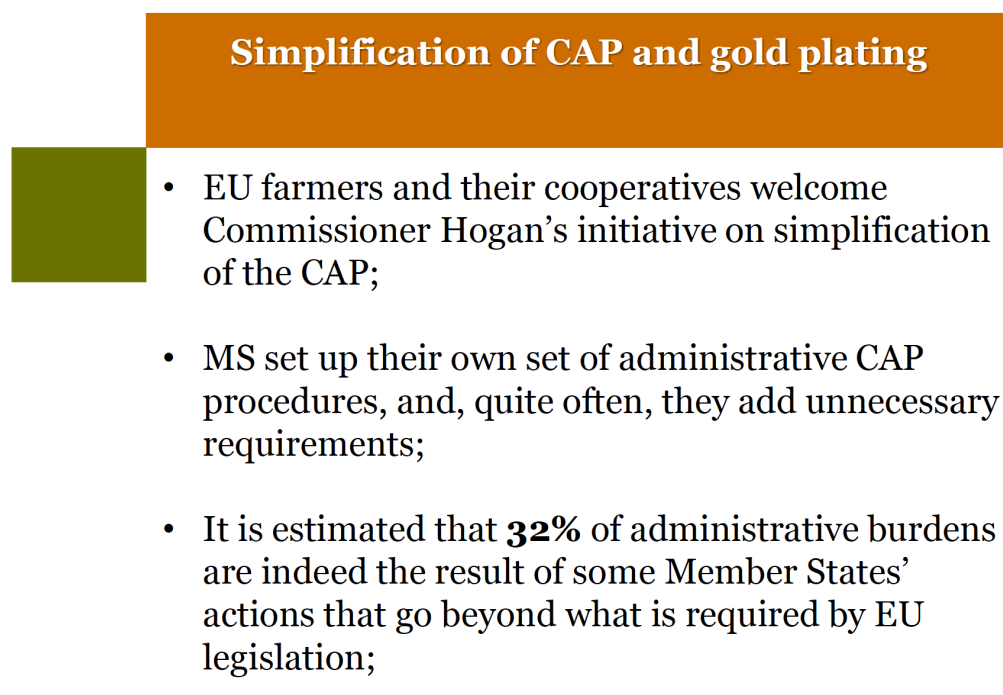 Simplification of CAP and gold plating
• EU farmers and their cooperatives welcome
Commissioner Hogan’s initiative on simplification
of the CAP;
• MS set up their own set of administrative CAP
procedures, and, quite often, they add unnecessary
requirements;
• It is estimated that 32% of administrative burdens
are indeed the result of some Member States’
actions that go beyond what is required by EU
legislation;